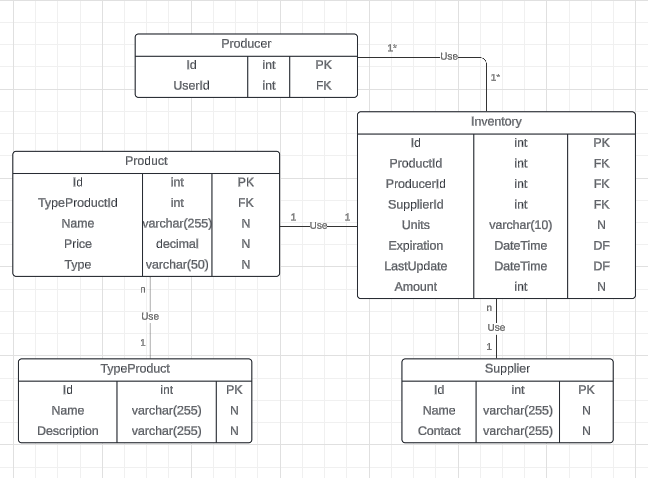 Producer
Id int PK
UserId int FK
1*
Use
1*
Inventory
Id int PK
ProductId int FK
ProducerId int FK
SupplierId int FK
Units varchar(10) N
Expiration DateTime DF
LastUpdate DateTime DF
Amount int N
Product
Id int PK
TypeProductId int FK
Name varchar(255) N
Price decimal N
Type varchar(50) N
1 Use 1
n
Use
1
n
Use
1
TypeProduct
Id int PK
Name varchar(255) N
Description varchar(255) N
Supplier
Id int PK
Name varchar(255) N
Contact varchar(255) N